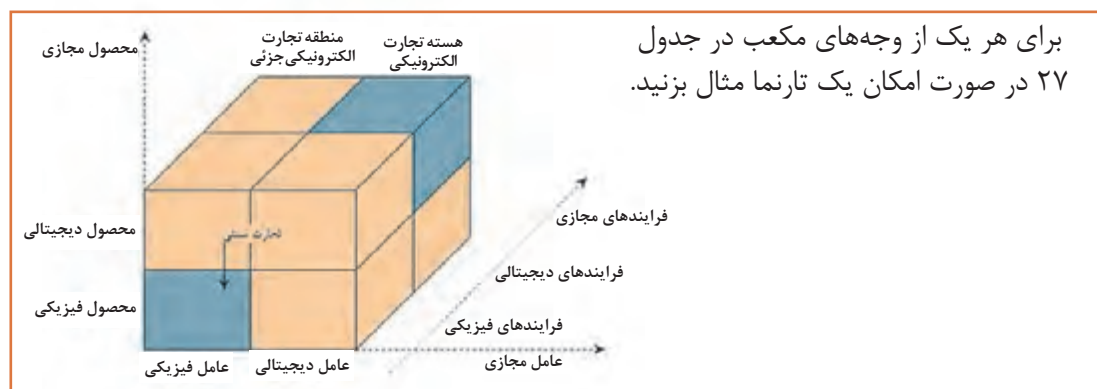 برای هر یک از وجه‌های مکعب در جدول
۲۷ در صورت امکان یک تارنما مثال بزنید.
هسته تجارت
الکترونیکی
منطقه تجارت
الکترونیکی جزئی
محصول مجازی
محصول دیجیتالی
محصول فیزیکی
تجارت سنتی
فرایندهای مجازی
فرایندهای دیجیتالی
فرایندهای فیزیکی
عامل مجازی
عامل دیجیتالی
عامل فیزیکی